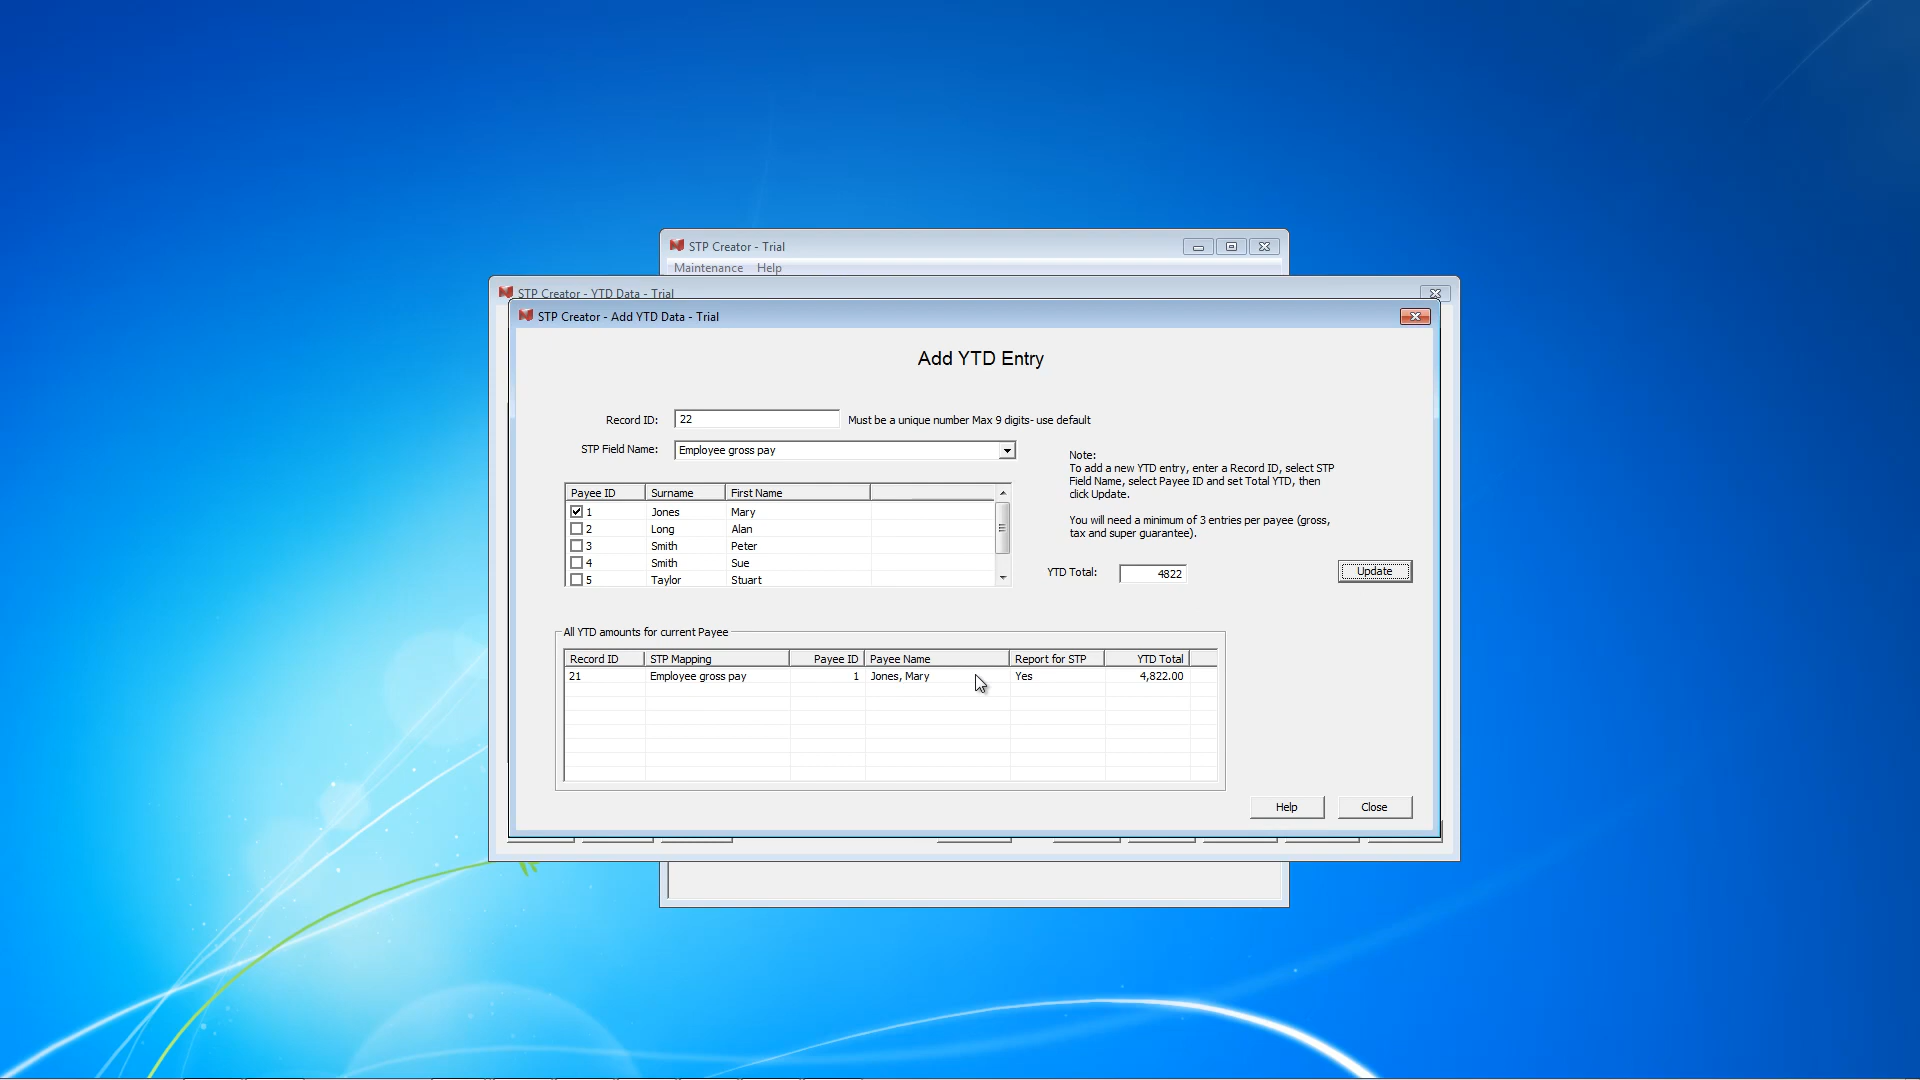 STP Creator - Trial
Maintenance Help
STP Creator - YTD Data - Trial
STP Creator - Add YTD Data - Trial
Add YTD Entry
Record ID: 22 Must be a unique number Max 9 digits- use default
STP Field Name: Employee gross pay
Note:
To add a new YTD entry, enter a Record ID, select STP
Field Name, select Payee ID and set Total YTD, then
click Update.
You will need a minimum of 3 entries per payee (gross,
tax and super guarantee).
Payee ID Surname First Name
1 Jones Mary
2 Long Alan
3 Smith Peter
4 Smith Sue
5 Taylor Stuart
YTD Total: 4822 Update
All YTD amounts for current Payee
Record ID STP Mapping Payee ID Payee Name Report for STP YTD Total
21 Employee gross pay 1 Jones, Mary Yes 4,822.00
Help Close